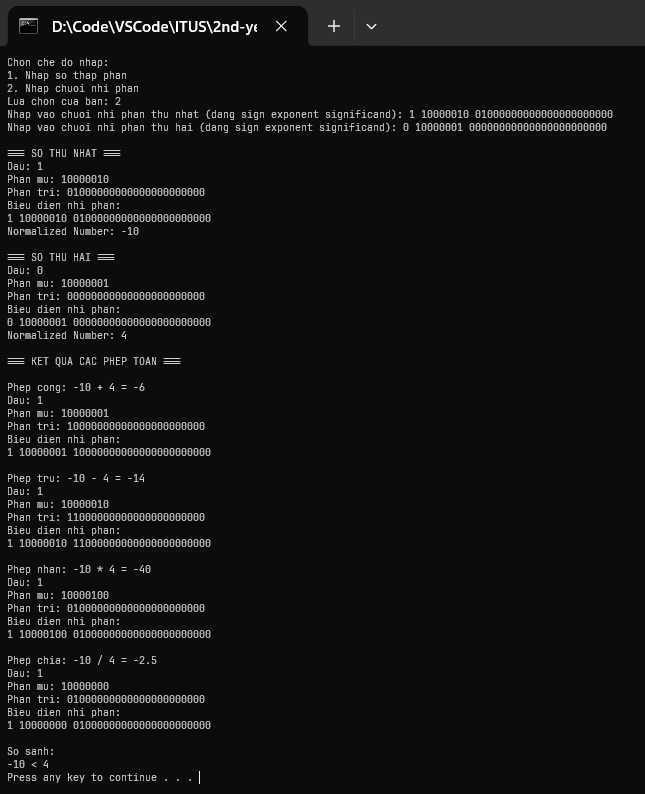 D:\Code\VSCode\ITUS\2nd-ye
Chon che do nhap:
1. Nhap so thap phan
2. Nhap chuoi nhi phan
Lua chon cua ban: 2
Nhap vao chuoi nhi phan thu nhat (dang sign exponent significand): 1 10000010 01000000000000000000000
Nhap vao chuoi nhi phan thu hai (dang sign exponent significand): 0 10000001 00000000000000000000000
=== SO THU NHAT ===
Dau: 1
Phan mu: 10000010
Phan tri: 01000000000000000000000
Bieu dien nhi phan:
1 10000010 01000000000000000000000
Normalized Number: -10
=== SO THU HAI ===
Dau: 0
Phan mu: 10000001
Phan tri: 00000000000000000000000
Bieu dien nhi phan:
0 10000001 00000000000000000000000
Normalized Number: 4
=== KET QUA CAC PHEP TOAN ===
Phep cong: -10 + 4 = -6
Dau: 1
Phan mu: 10000001
Phan tri: 10000000000000000000000
Bieu dien nhi phan:
1 10000001 10000000000000000000000
Phep tru: -10 - 4 = -14
Dau: 1
Phan mu: 10000010
Phan tri: 11000000000000000000000
Bieu dien nhi phan:
1 10000010 11000000000000000000000
Phep nhan: -10 * 4 = -40
Dau: 1
Phan mu: 10000100
Phan tri: 01000000000000000000000
Bieu dien nhi phan:
1 10000100 01000000000000000000000
Phep chia: -10 / 4 = -2.5
Dau: 1
Phan mu: 10000000
Phan tri: 01000000000000000000000
Bieu dien nhi phan:
1 10000000 01000000000000000000000
So sanh:
-10 < 4
Press any key to continue . . .